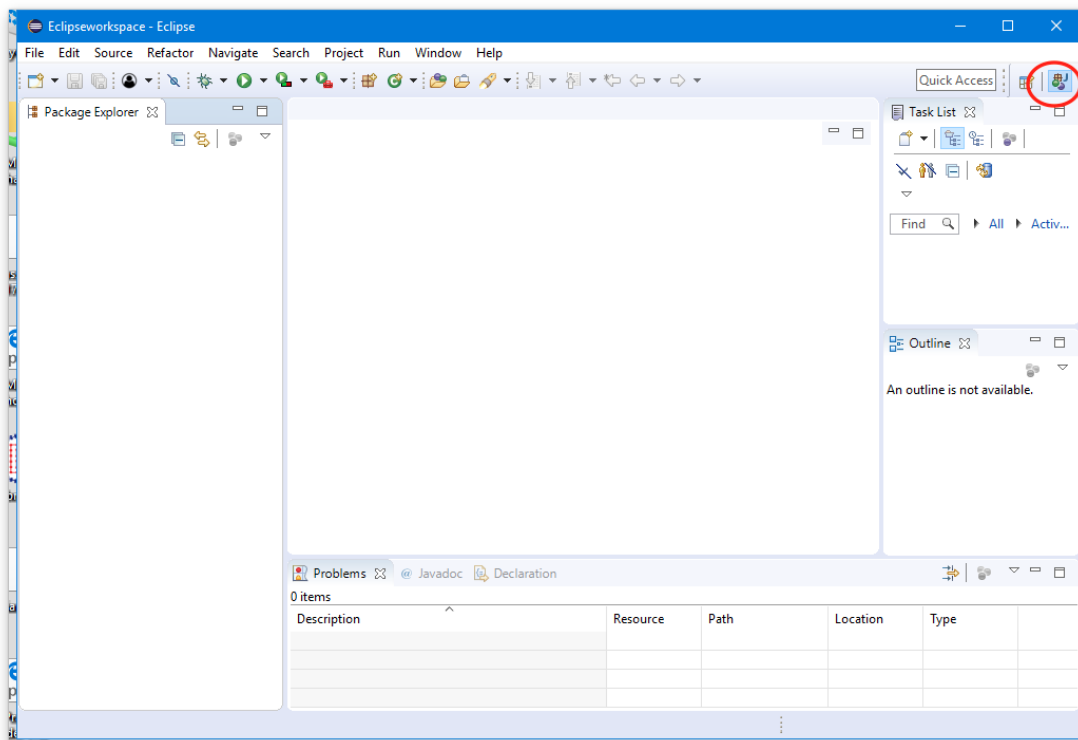 Eclipseworkspace - Eclipse
File Edit Source Refactor Navigate Search Project Run Window Help
Quick Access
Package Explorer
Task List
Find All Activ...
Outline
An outline is not available.
Problems @ Javadoc Declaration
0 items
Description Resource Path Location Type